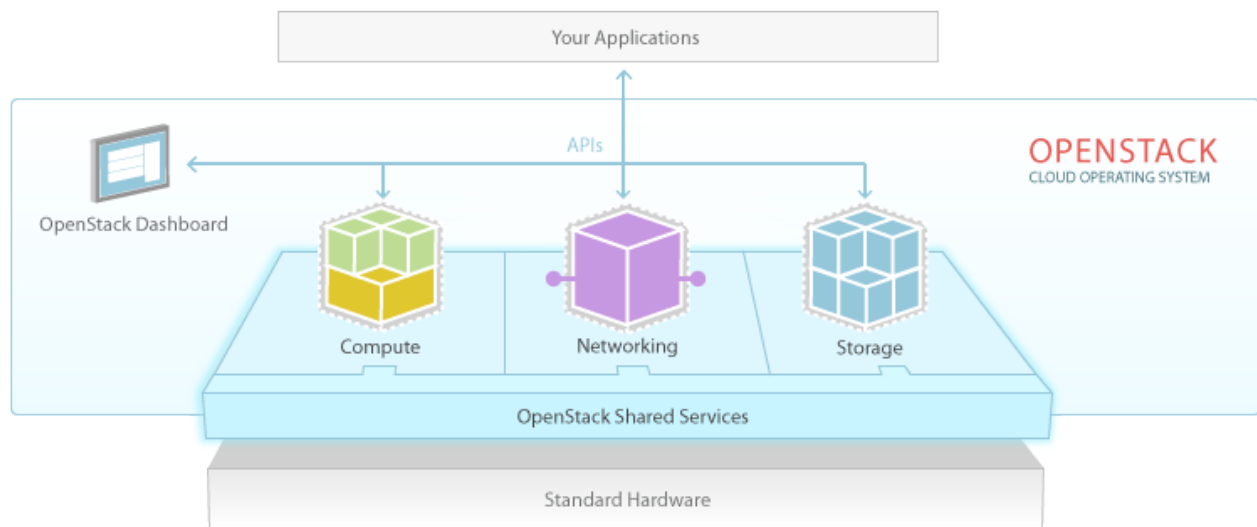 Your Applications
APIs
OPENSTACK
CLOUD OPERATING SYSTEM
OpenStack Dashboard
Compute
Networking
Storage
OpenStack Shared Services
Standard Hardware